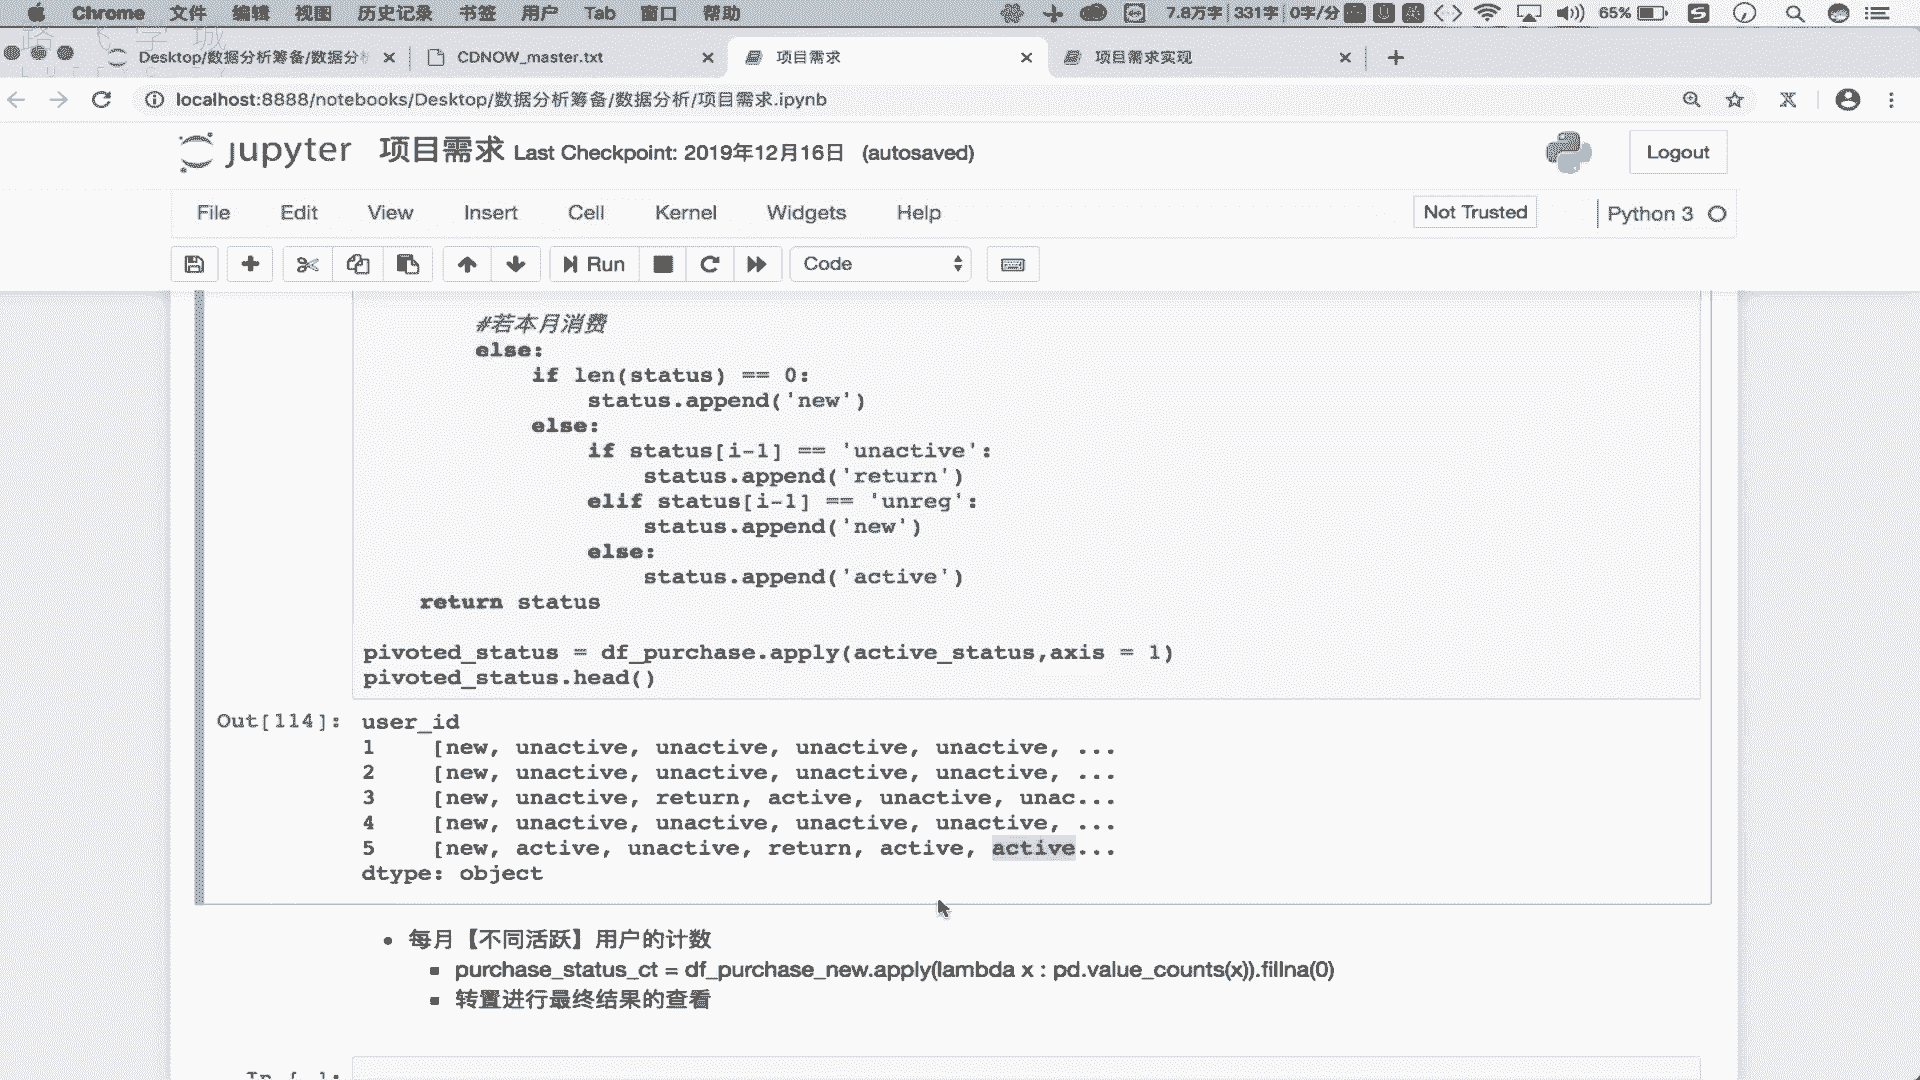 Chrome 文件 编辑 视图 历史记录 书签 用户 Tab 窗口 帮助 7.8万字 331字 0字/分 65%
Desktop/数据分析筹备/数据分 CDNOW_master.txt 项目需求 项目需求实现
localhost:8888/notebooks/Desktop/数据分析筹备/数据分析/项目需求.ipynb
jupyter 项目需求 Last Checkpoint: 2019年12月16日 (autosaved) Logout
File Edit View Insert Cell Kernel Widgets Help Not Trusted Python 3
Run Code
#若本月消费
else:
if len(status) == 0:
status.append('new')
else:
if status[i-1] == 'unactive':
status.append('return')
elif status[i-1] == 'unreg':
status.append('new')
else:
status.append('active')
return status
pivoted_status = df_purchase.apply(active_status,axis = 1)
pivoted_status.head()
Out[114]: user_id
1 [new, unactive, unactive, unactive, unactive, ...
2 [new, unactive, unactive, unactive, unactive, ...
3 [new, unactive, return, active, unactive, unac...
4 [new, unactive, unactive, unactive, unactive, ...
5 [new, active, unactive, return, active, active...
dtype: object
• 每月【不同活跃】用户的计数
▪ purchase_status_ct = df_purchase_new.apply(lambda x : pd.value_counts(x)).fillna(0)
▪ 转置进行最终结果的查看